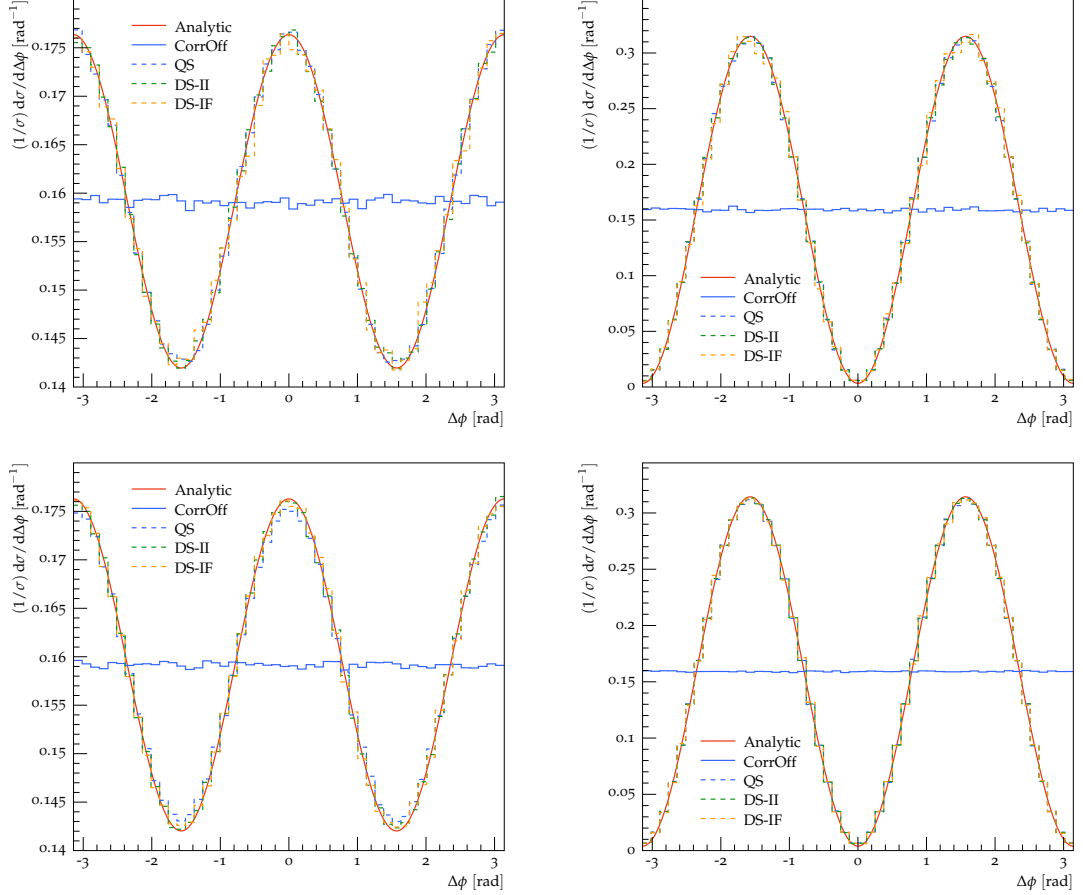 (1/σ) dσ/dΔϕ [rad⁻¹]
Analytic
CorrOff
QS
DS-II
DS-IF
0.175
0.17
0.165
0.16
0.155
0.15
0.145
0.14
-3 -2 -1 0 1 2 3
Δϕ [rad]
(1/σ) dσ/dΔϕ [rad⁻¹]
0.3
0.25
0.2
0.15
0.1
0.05
0
Analytic
CorrOff
QS
DS-II
DS-IF
-3 -2 -1 0 1 2 3
Δϕ [rad]
(1/σ) dσ/dΔϕ [rad⁻¹]
Analytic
CorrOff
QS
DS-II
DS-IF
0.175
0.17
0.165
0.16
0.155
0.15
0.145
0.14
-3 -2 -1 0 1 2 3
Δϕ [rad]
(1/σ) dσ/dΔϕ [rad⁻¹]
0.3
0.25
0.2
0.15
0.1
0.05
0
Analytic
CorrOff
QS
DS-II
DS-IF
-3 -2 -1 0 1 2 3
Δϕ [rad]